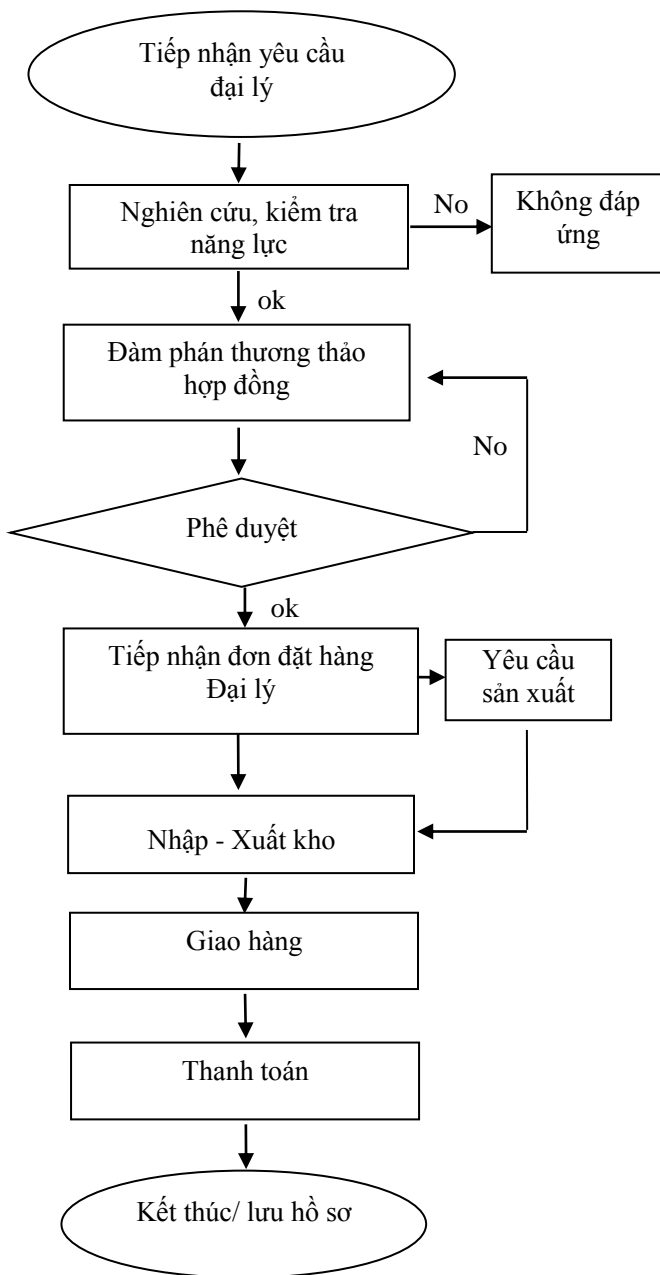 Tiếp nhận yêu cầu
đại lý
Nghiên cứu, kiểm tra
năng lực
No
Không đáp
ứng
ok
Đàm phán thương thảo
hợp đồng
No
Phê duyệt
ok
Tiếp nhận đơn đặt hàng
Đại lý
Yêu cầu
sản xuất
Nhập - Xuất kho
Giao hàng
Thanh toán
Kết thúc/ lưu hồ sơ